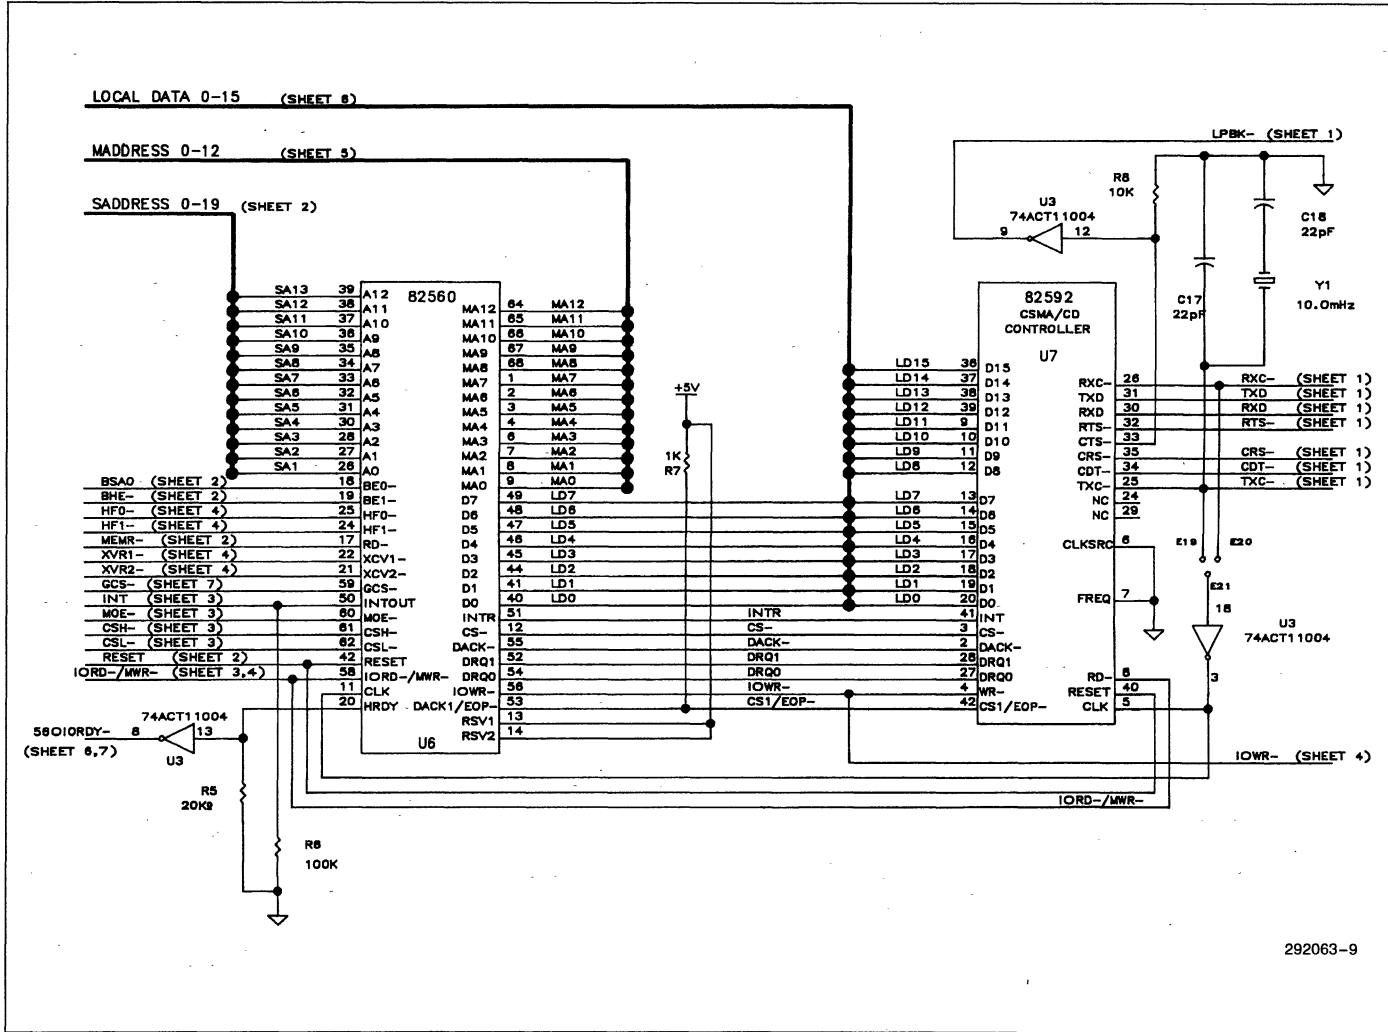 LOCAL DATA 0-15 (SHEET 6)
MADDRESS 0-12 (SHEET 5)
SADDRESS 0-19 (SHEET 2)
LPBK- (SHEET 1)
R8
10K
U3
74ACT11004
9 12
C18
22pF
C17
22pF
Y1
10.0mHz
82560
SA13 39 A12
SA12 38 A11
SA11 37 A10
SA10 36 A9
SA9 35 A8
SA8 34 A7
SA7 33 A6
SA6 32 A5
SA5 31 A4
SA4 30 A3
SA3 28 A2
SA2 27 A1
SA1 26 A0
BSA0 (SHEET 2) 18 BE0-
BHE- (SHEET 2) 19 BE1-
HF0- (SHEET 4) 25 HF0-
HF1- (SHEET 4) 24 HF1-
MEMR- (SHEET 2) 17 RD-
XVR1- (SHEET 4) 22 XCV1-
XVR2- (SHEET 4) 21 XCV2-
GCS- (SHEET 7) 59 GCS-
INT (SHEET 3) 50 INTOUT
MOE- (SHEET 3) 60 MOE-
CSH- (SHEET 3) 61 CSH-
CSL- (SHEET 3) 62 CSL-
RESET (SHEET 2) 42 RESET
IORD-/MWR- (SHEET 3,4) 58 IORD-/MWR-
11 CLK
20 HRDY
MA12 64 MA12
MA11 65 MA11
MA10 66 MA10
MA9 67 MA9
MA8 68 MA8
MA7 1 MA7
MA6 2 MA6
MA5 3 MA5
MA4 4 MA4
MA3 6 MA3
MA2 7 MA2
MA1 8 MA1
MA0 9 MA0
D7 49 LD7
D6 48 LD6
D5 47 LD5
D4 46 LD4
D3 45 LD3
D2 44 LD2
D1 41 LD1
D0 40 LD0
INTR 51 INTR
CS- 12 CS-
DACK- 55 DACK-
DRQ1 52 DRQ1
DRQ0 54 DRQ0
IOWR- 56 IOWR-
DACK1/EOP- 53 CS1/EOP-
RSV1 13
RSV2 14
U6
+5V
1K
R7
82592
CSMA/CD
CONTROLLER
U7
LD15 36 D15
LD14 37 D14
LD13 38 D13
LD12 39 D12
LD11 9 D11
LD10 10 D10
LD9 11 D9
LD8 12 D8
LD7 13 D7
LD6 14 D6
LD5 15 D5
LD4 16 D4
LD3 17 D3
LD2 18 D2
LD1 19 D1
LD0 20 D0
41 INT
3 CS-
2 DACK-
28 DRQ1
27 DRQ0
4 WR-
42 CS1/EOP-
RXC- 26 RXC- (SHEET 1)
TXD 31 TXD (SHEET 1)
RXD 30 RXD (SHEET 1)
RTS- 32 RTS- (SHEET 1)
CTS- 33
CRS- 35 CRS- (SHEET 1)
CDT- 34 CDT- (SHEET 1)
TXC- 25 TXC- (SHEET 1)
NC 24
NC 29
CLKSRC 6
FREQ 7
RD- 8
RESET 40
CLK 5
E19 E20
E21
18
U3
74ACT11004
3
74ACT11004
560IORDY- 8 13
(SHEET 6,7)
U3
R5
20KΩ
R6
100K
IOWR- (SHEET 4)
IORD-/MWR-
292063-9